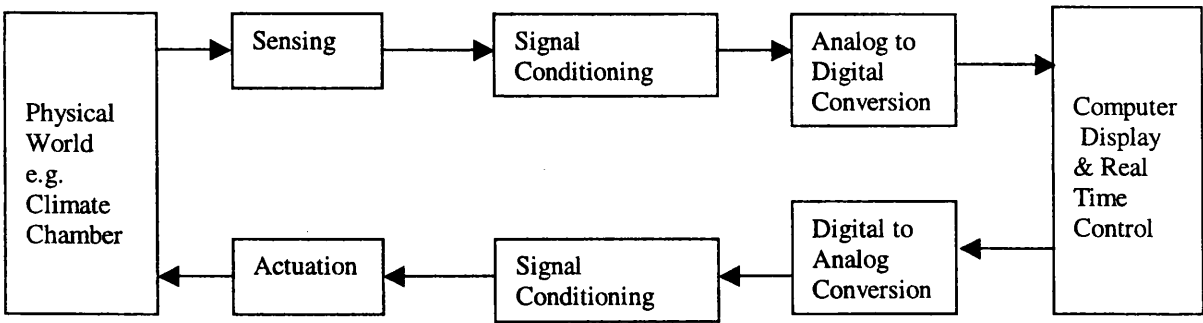 Physical
World
e.g.
Climate
Chamber
Sensing
Signal
Conditioning
Analog to
Digital
Conversion
Computer
Display
& Real
Time
Control
Digital to
Analog
Conversion
Signal
Conditioning
Actuation